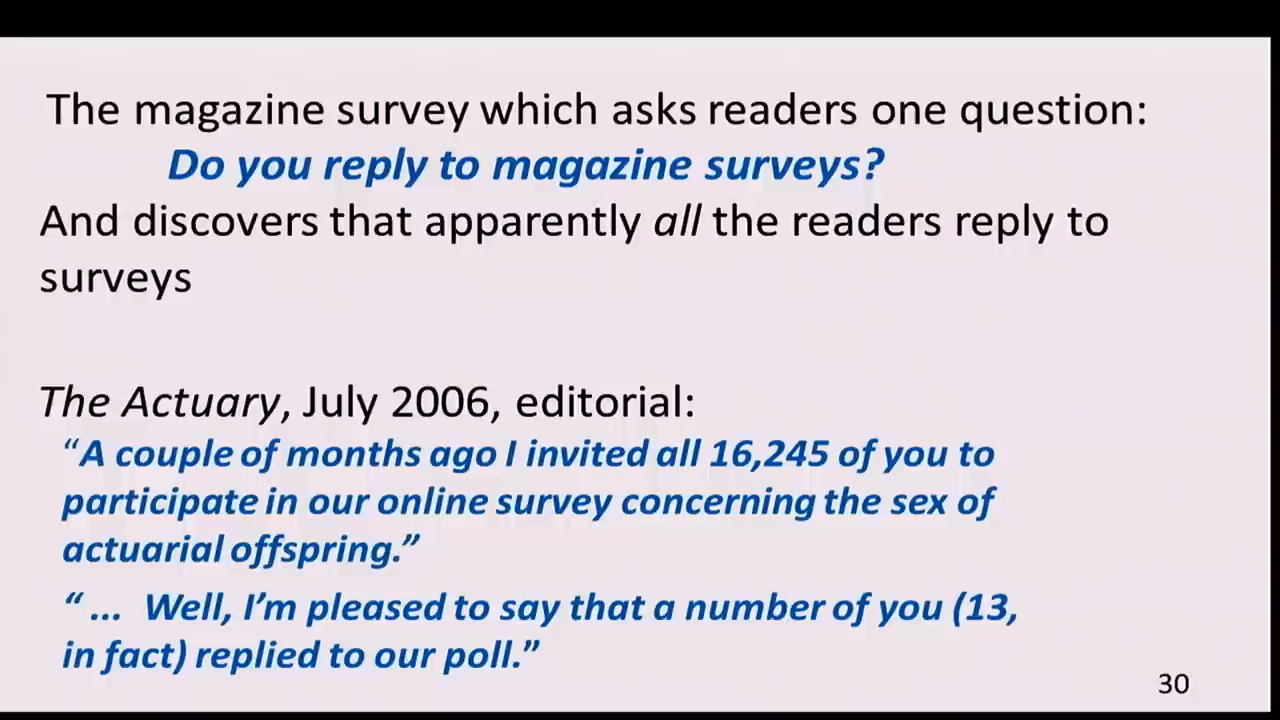 The magazine survey which asks readers one question:
Do you reply to magazine surveys?
And discovers that apparently all the readers reply to
surveys
The Actuary, July 2006, editorial:
“A couple of months ago I invited all 16,245 of you to
participate in our online survey concerning the sex of
actuarial offspring.”
“ ... Well, I’m pleased to say that a number of you (13,
in fact) replied to our poll.”
30